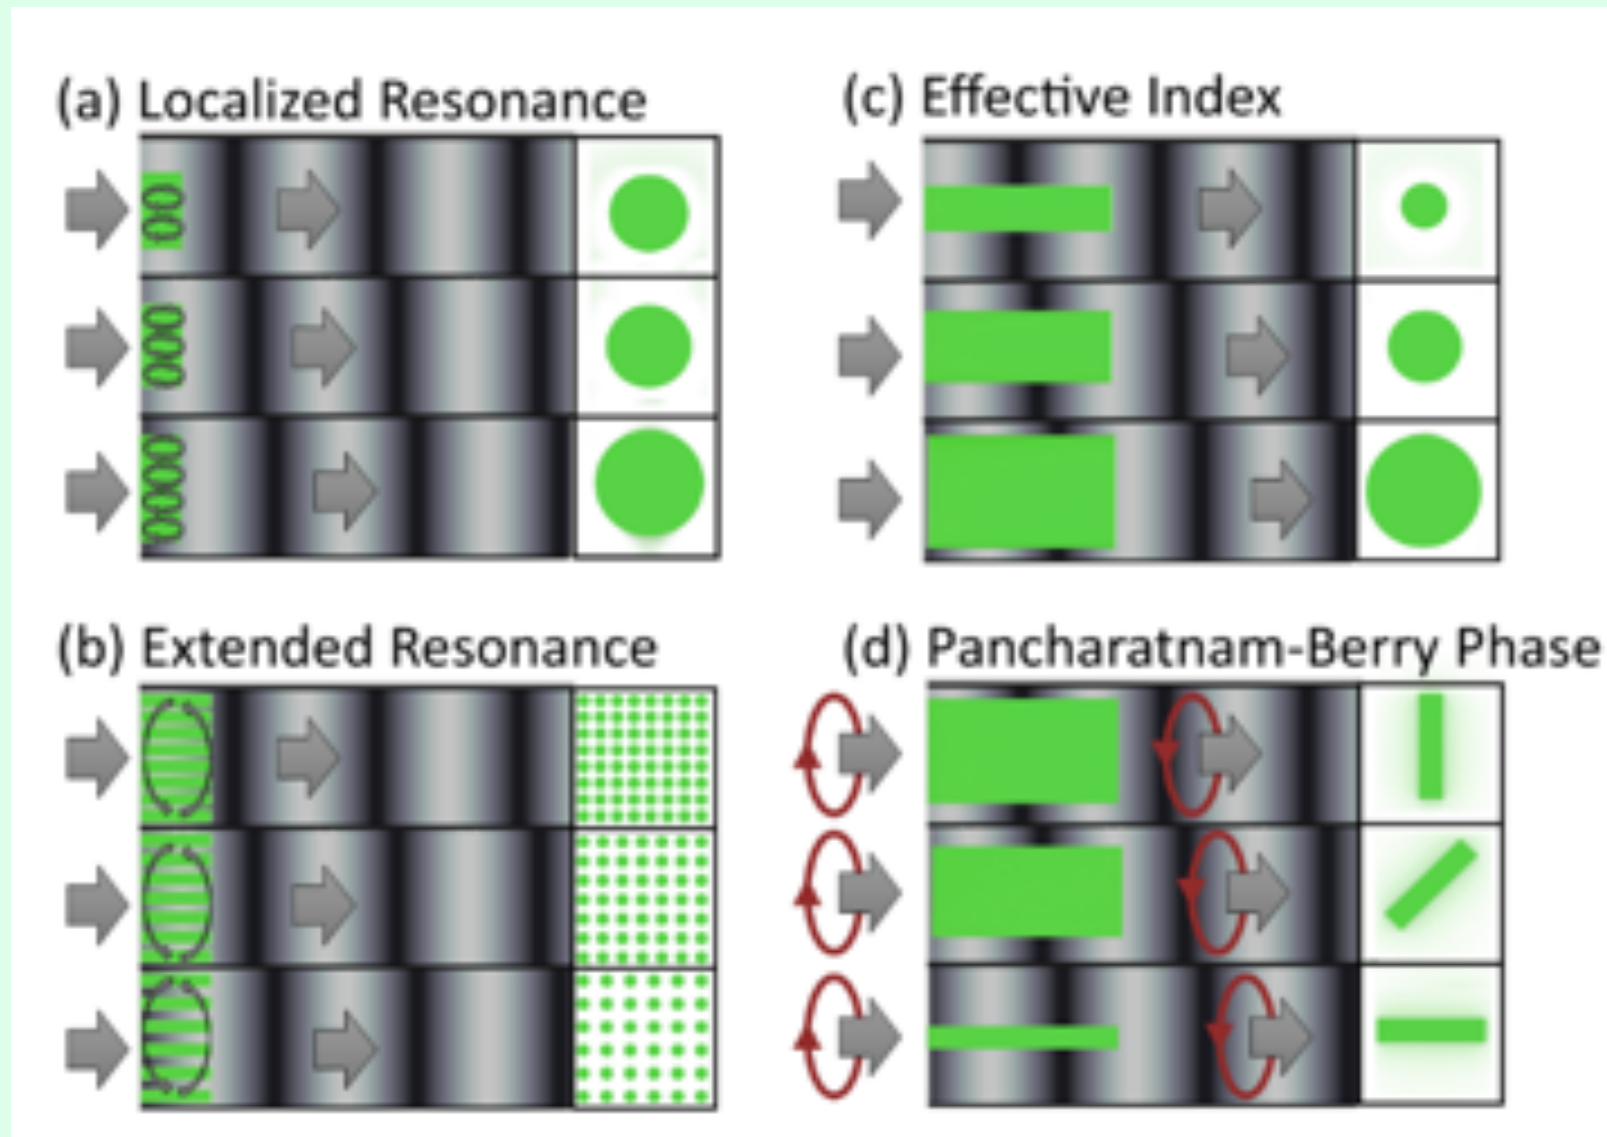 (a) Localized Resonance
(c) Effective Index
(b) Extended Resonance
(d) Pancharatnam-Berry Phase